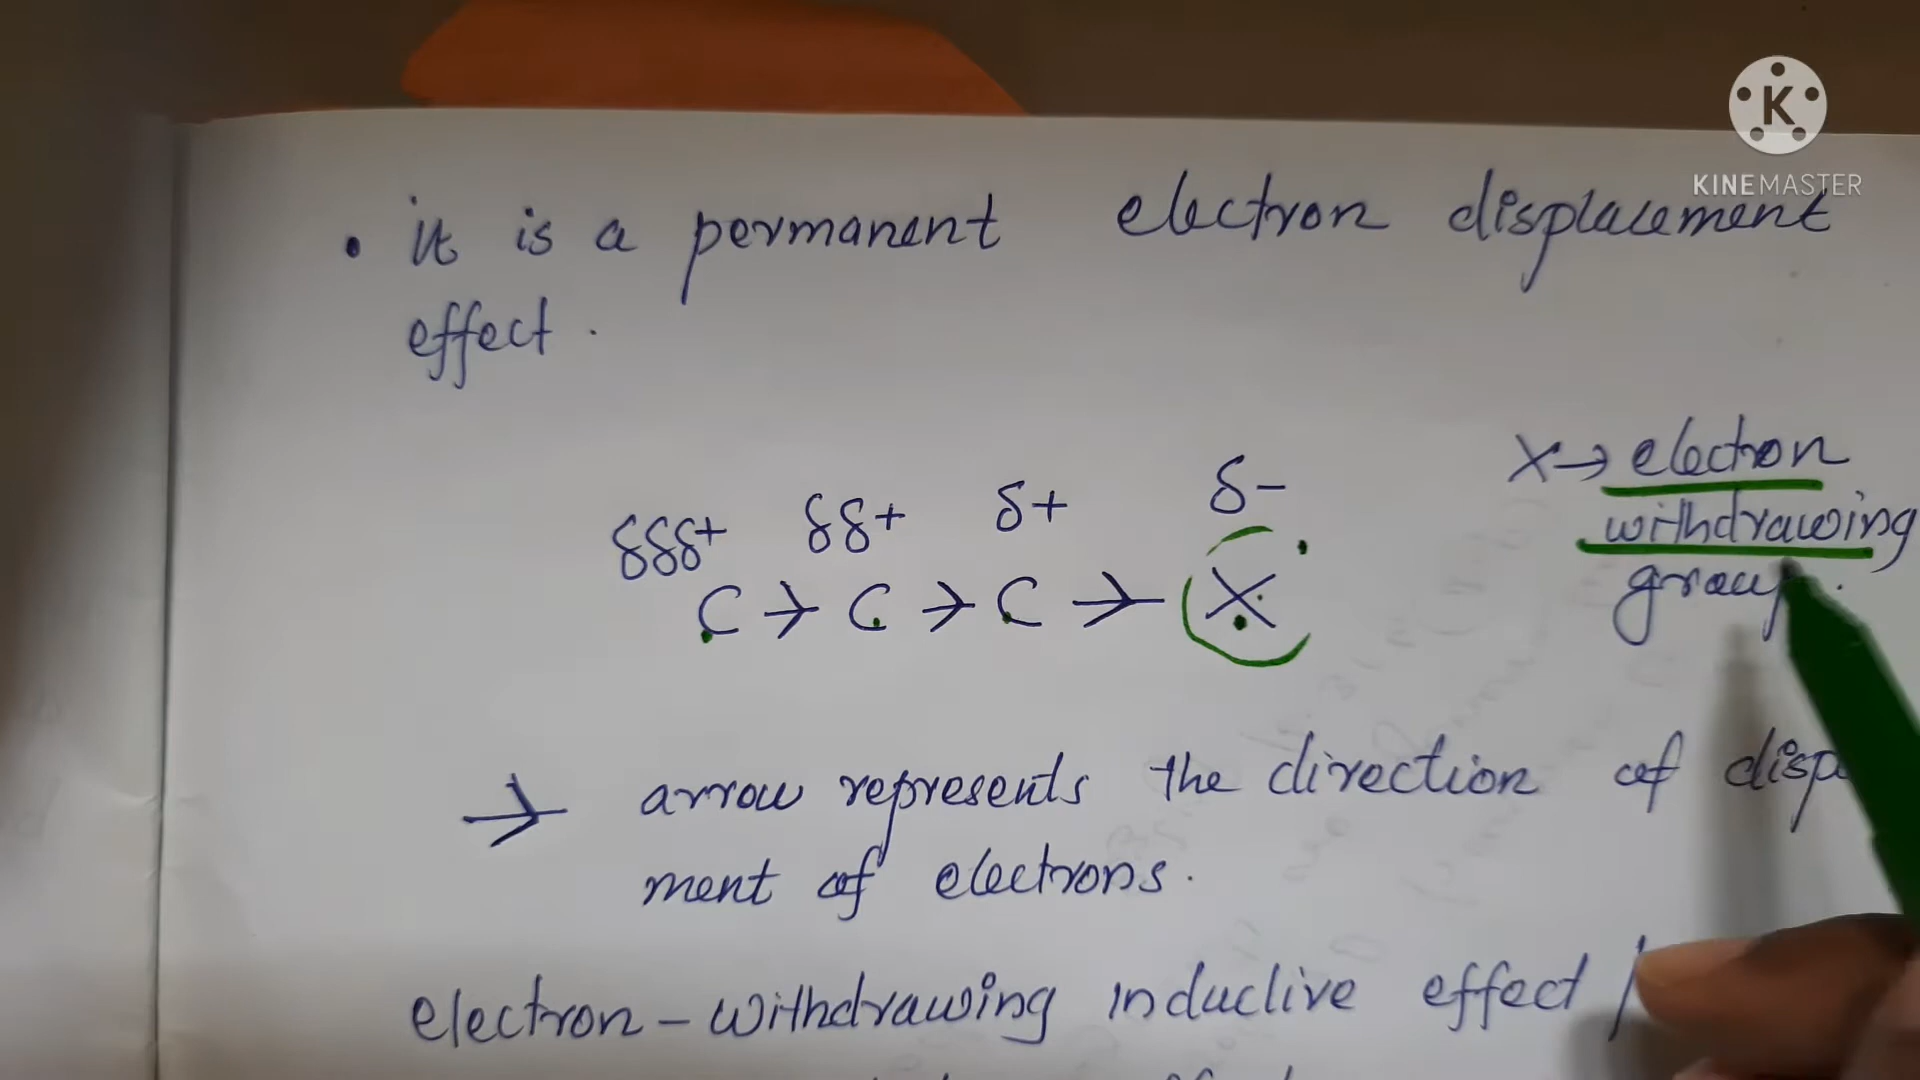 KINEMASTER
• it is a permanent electron displacement
effect.
X→ electron
withdrawing
group.
δδδ+ δδ+ δ+ δ-
C → C → C → X
→ arrow represents the direction of
ment of electrons.
electron-withdrawing inductive effect /